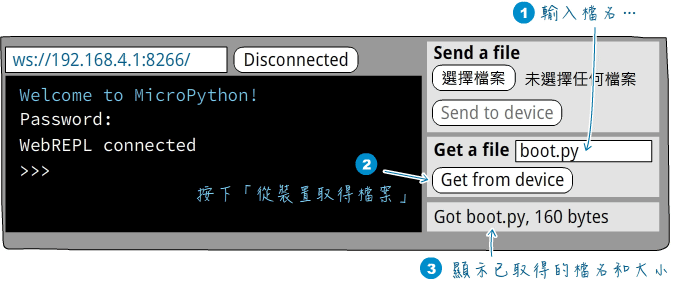 1 輸入檔名…
ws://192.168.4.1:8266/ Disconnected
Welcome to MicroPython!
Password:
WebREPL connected
>>>
Send a file
選擇檔案 未選擇任何檔案
Send to device
Get a file boot.py
2
Get from device
按下「從裝置取得檔案」
Got boot.py, 160 bytes
3 顯示已取得的檔名和大小